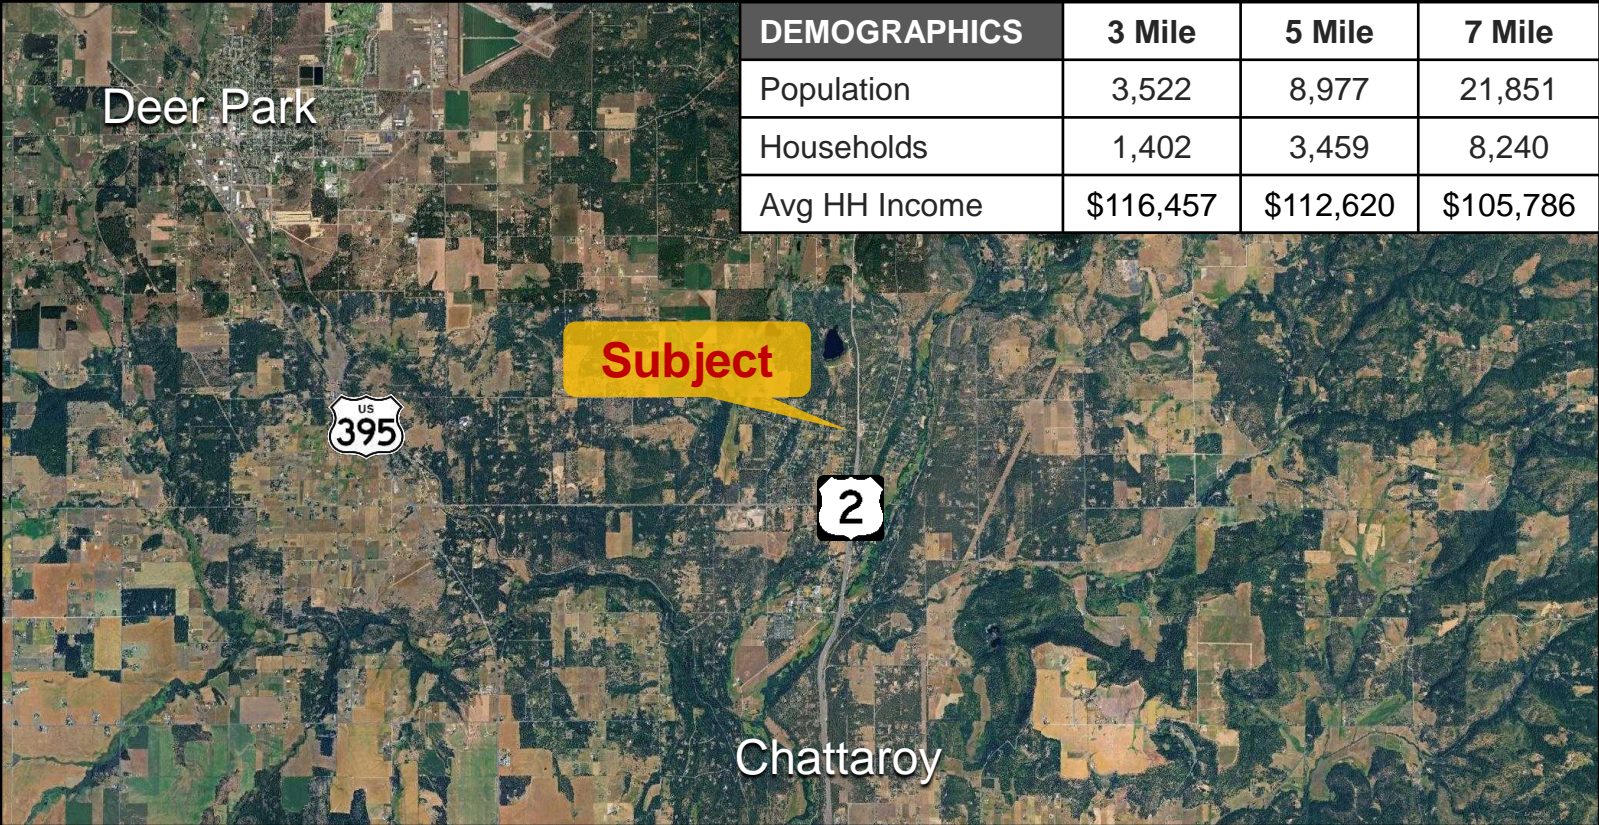 DEMOGRAPHICS 3 Mile 5 Mile 7 Mile
Population 3,522 8,977 21,851
Households 1,402 3,459 8,240
Avg HH Income $116,457 $112,620 $105,786
Deer Park
Subject
US
395
2
Chattaroy